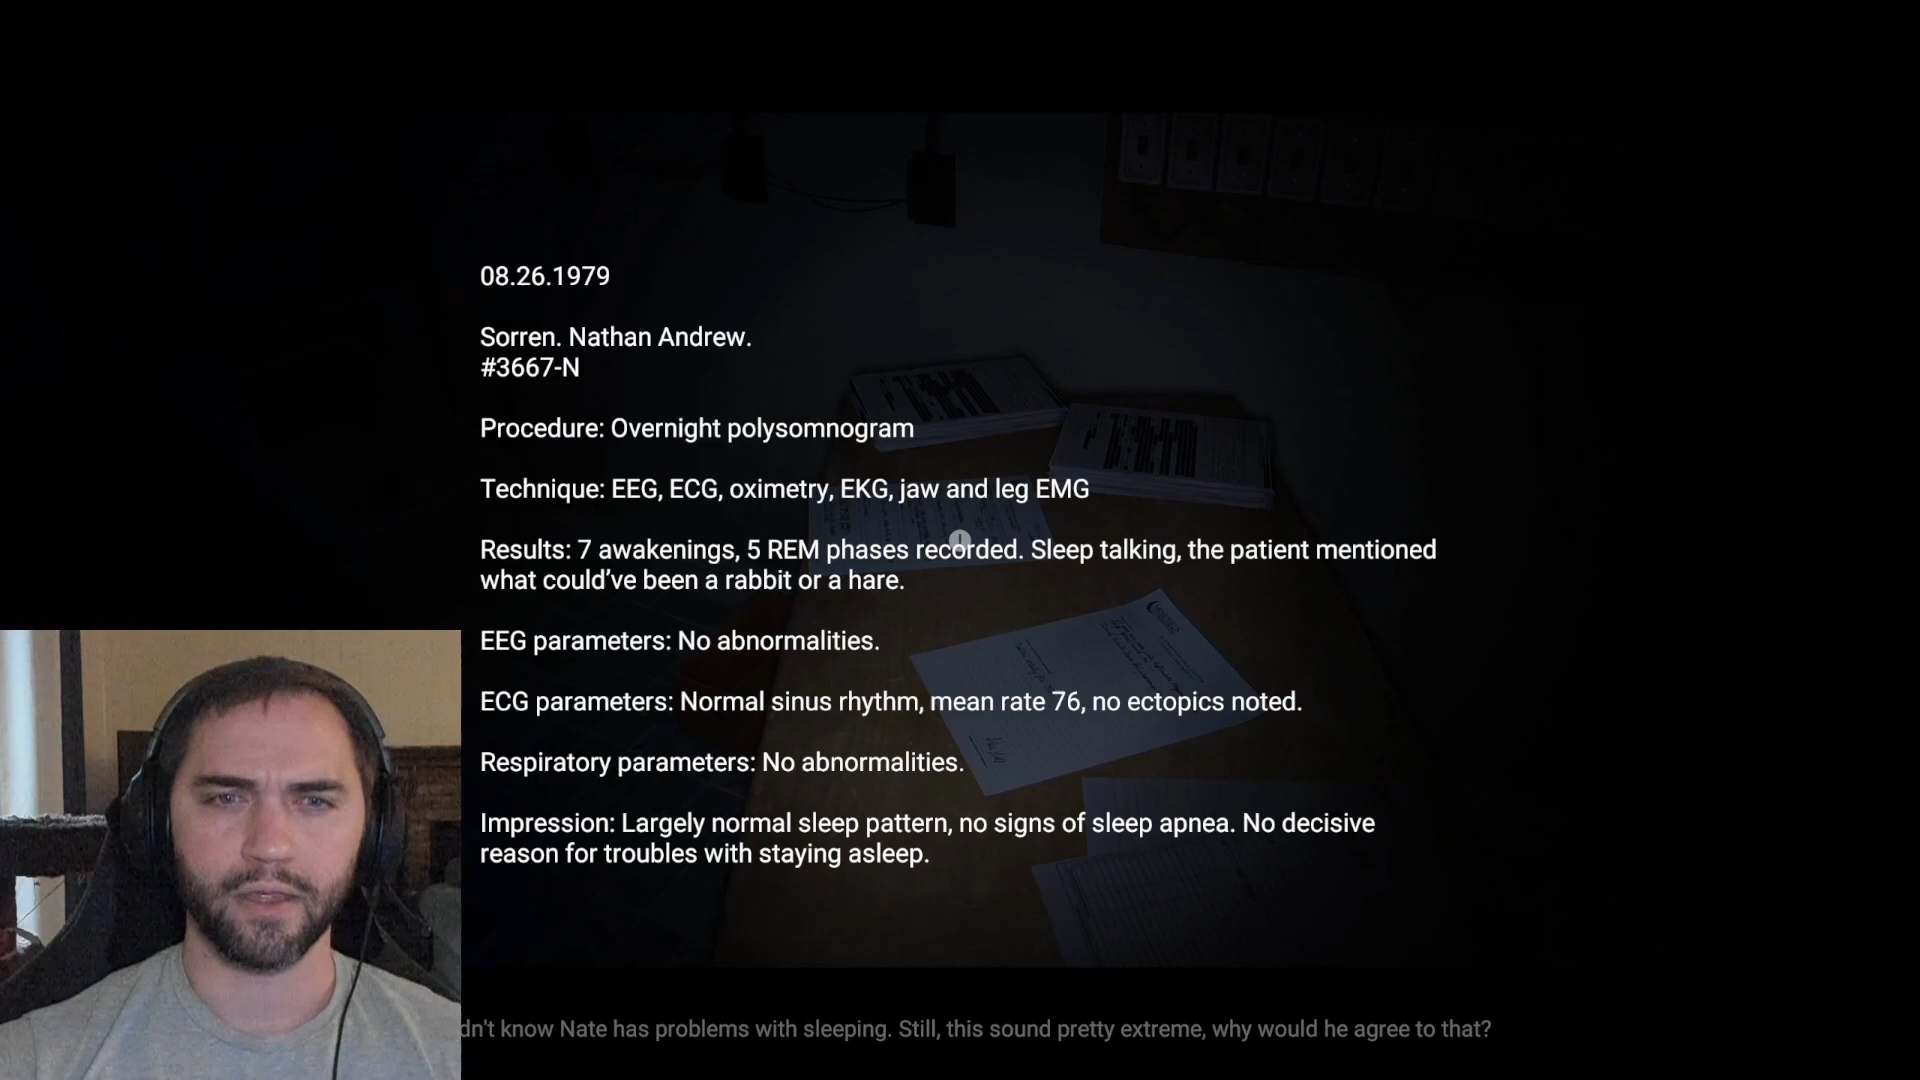 08.26.1979
Sorren. Nathan Andrew.
#3667-N
Procedure: Overnight polysomnogram
Technique: EEG, ECG, oximetry, EKG, jaw and leg EMG
Results: 7 awakenings, 5 REM phases recorded. Sleep talking, the patient mentioned
what could’ve been a rabbit or a hare.
EEG parameters: No abnormalities.
ECG parameters: Normal sinus rhythm, mean rate 76, no ectopics noted.
Respiratory parameters: No abnormalities.
Impression: Largely normal sleep pattern, no signs of sleep apnea. No decisive
reason for troubles with staying asleep.
know Nate has problems with sleeping. Still, this sound pretty extreme, why would he agree to that?